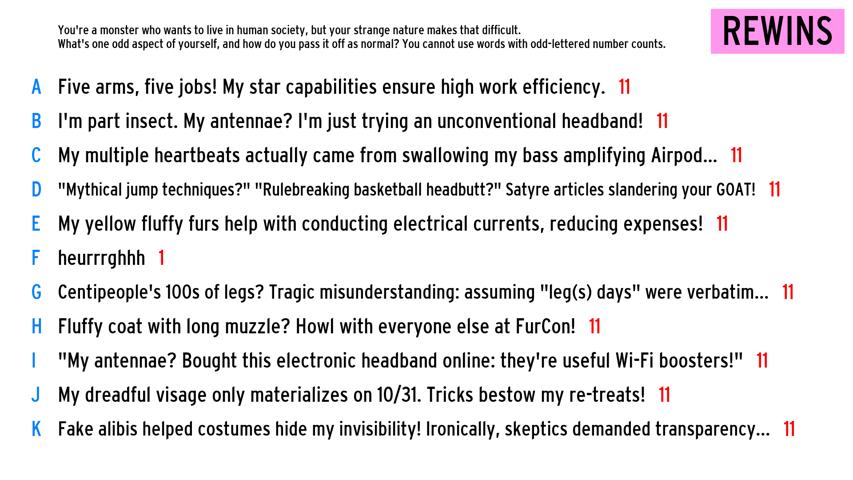 You're a monster who wants to live in human society, but your strange nature makes that difficult.
What's one odd aspect of yourself, and how do you pass it off as normal? You cannot use words with odd-lettered number counts.
REWINS
A Five arms, five jobs! My star capabilities ensure high work efficiency. 11
B I'm part insect. My antennae? I'm just trying an unconventional headband! 11
C My multiple heartbeats actually came from swallowing my bass amplifying Airpod... 11
D "Mythical jump techniques?" "Rulebreaking basketball headbutt?" Satyre articles slandering your GOAT! 11
E My yellow fluffy furs help with conducting electrical currents, reducing expenses! 11
F heurrrghhh 1
G Centipeople's 100s of legs? Tragic misunderstanding: assuming "leg(s) days" were verbatim... 11
H Fluffy coat with long muzzle? Howl with everyone else at FurCon! 11
I "My antennae? Bought this electronic headband online: they're useful Wi-Fi boosters!" 11
J My dreadful visage only materializes on 10/31. Tricks bestow my re-treats! 11
K Fake alibis helped costumes hide my invisibility! Ironically, skeptics demanded transparency... 11